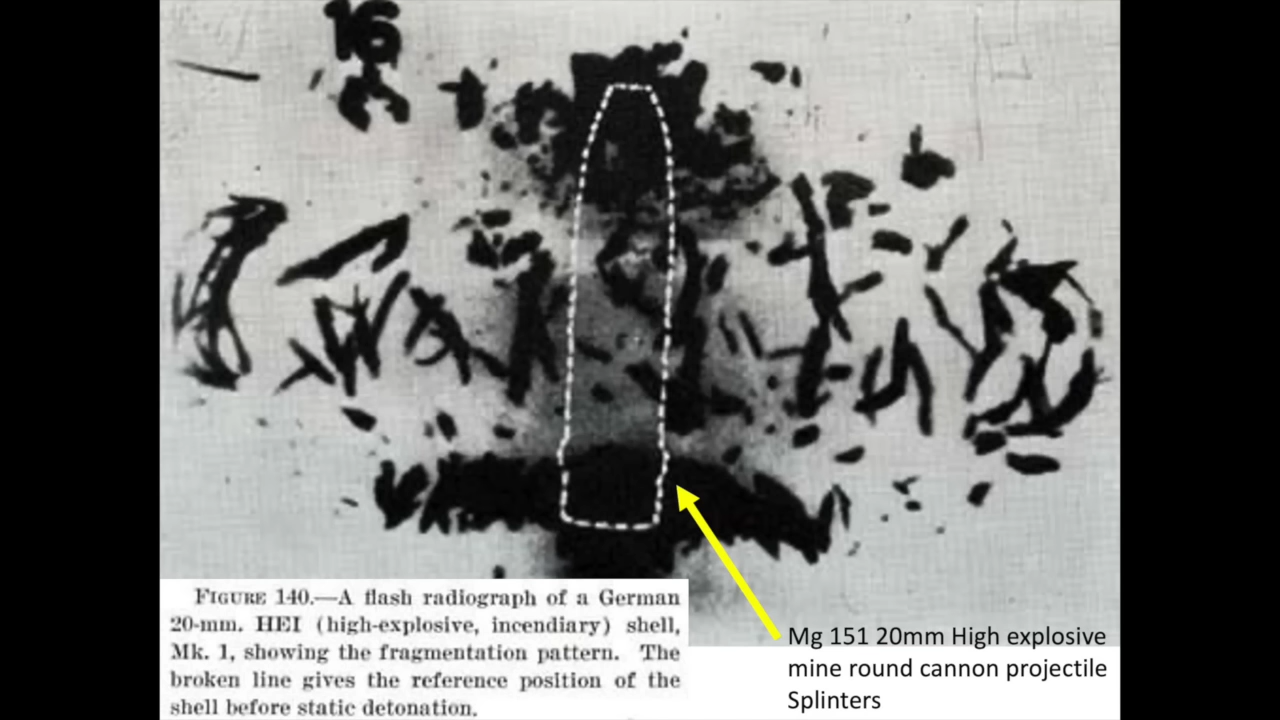 16
FIGURE 140.—A flash radiograph of a German
20-mm. HEI (high-explosive, incendiary) shell,
Mk. 1, showing the fragmentation pattern. The
broken line gives the reference position of the
shell before static detonation.
Mg 151 20mm High explosive
mine round cannon projectile
Splinters